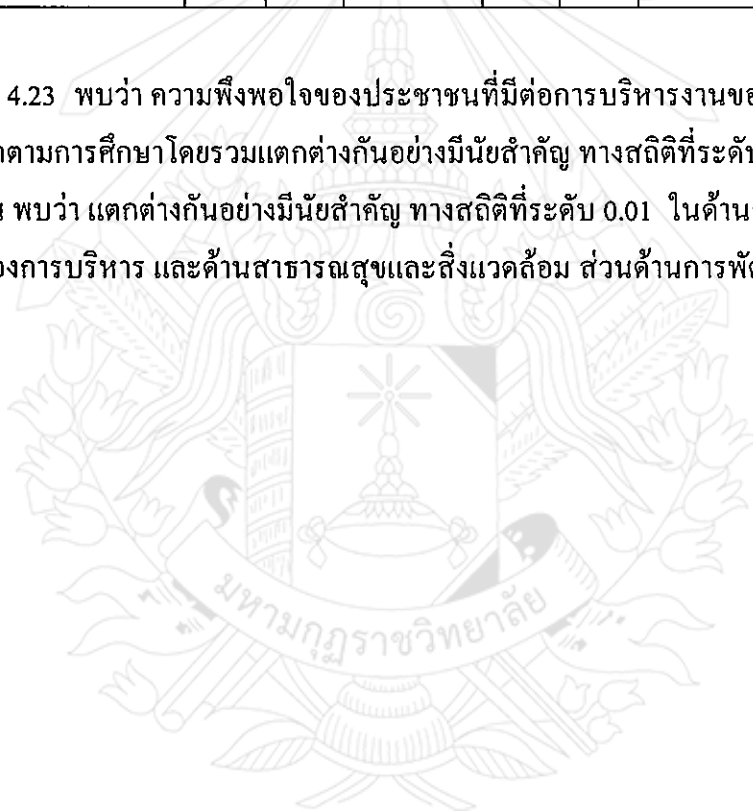 4.23 พบว่า ความพึงพอใจของประชาชนที่มีต่อการบริหารงานขอ
ตามการศึกษาโดยรวมแตกต่างกันอย่างมีนัยสำคัญ ทางสถิติที่ระดับ
พบว่า แตกต่างกันอย่างมีนัยสำคัญ ทางสถิติที่ระดับ 0.01 ในด้าน
งการบริหาร และด้านสาธารณสุขและสิ่งแวดล้อม ส่วนด้านการพั
มหามกุฏราชวิทยาลัย